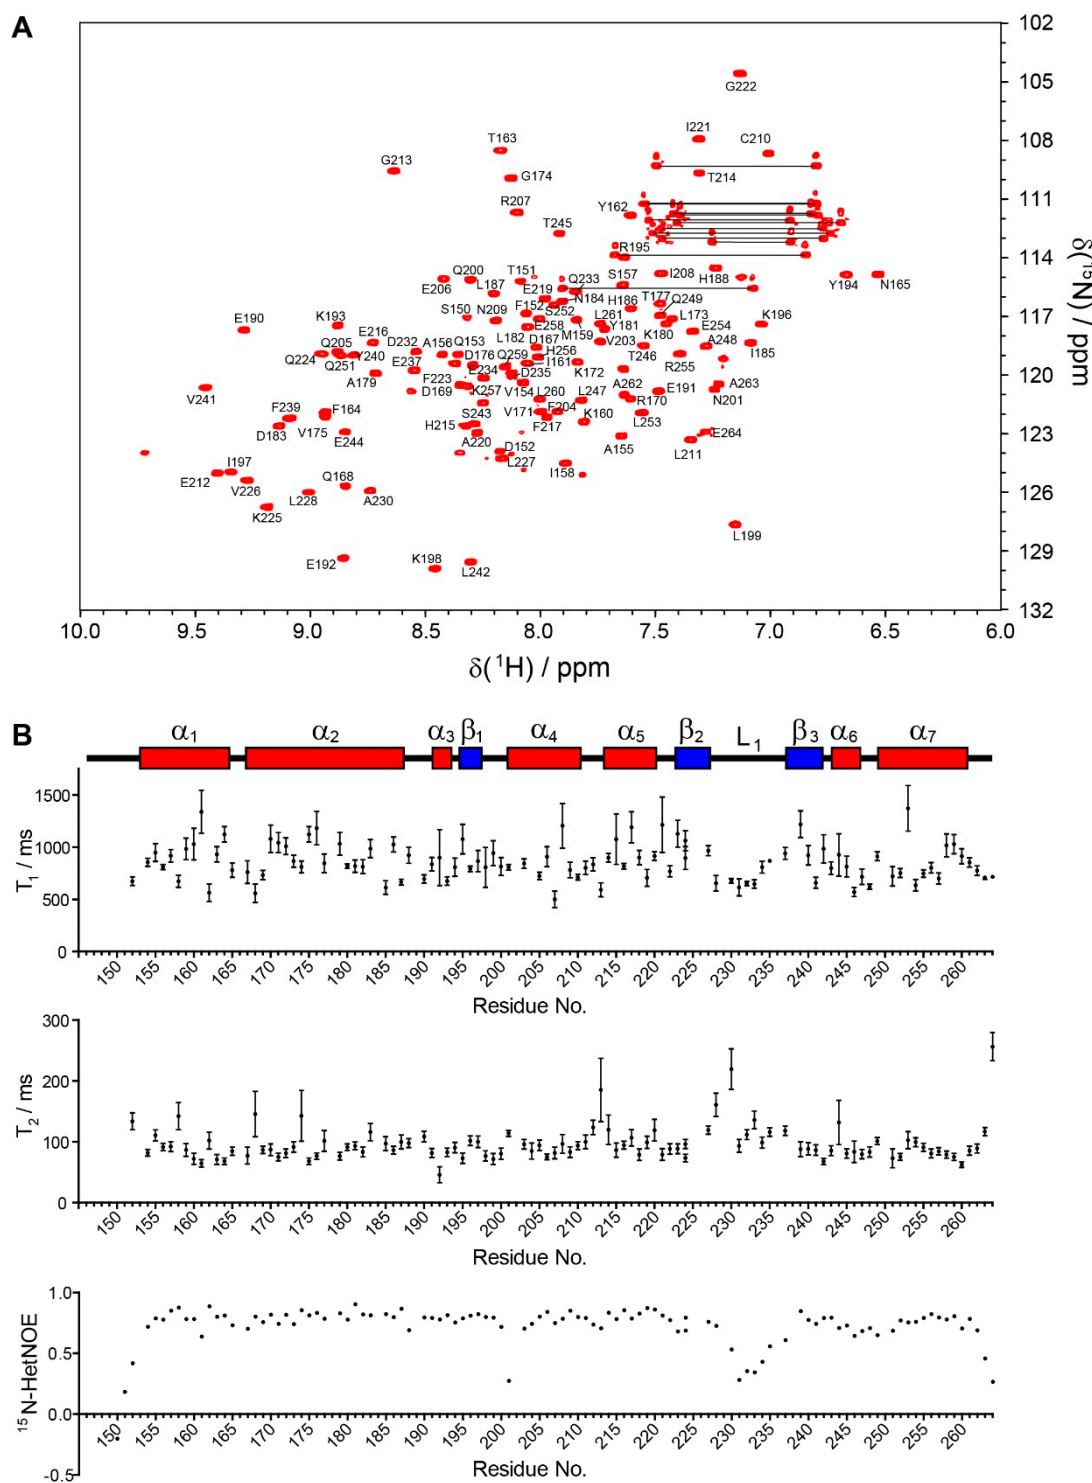 A
102
105
108
111
114
117
120
123
126
129
132
δ(¹⁵N) / ppm
G222
I221
C210
T163
G213
G174
T214
R207
Y162
T245
R195
Q200
T151
Q233
S157
I208
H188
E206
L187
E219
N184
H186
T177
Q249
Y194
N165
S150
N209
F152
S252
L261
L173
K196
E190
K193
E216
L182
E258
M159
Y181
K180
E254
Q205
D232
A156
Q153
D167
V203
A248
I185
Q224
Q251
Y240
E237
D176
Q259
H256
I161
T246
R255
A179
F223
E234
D235
K172
A262
E191
A263
V241
D169
K257
V154
L260
L247
R170
N201
F239
F164
S243
V171
F204
K160
L253
D183
V175
E244
H215
A220
F217
A155
L211
E264
I197
D152
L227
I158
E212
V226
Q168
L228
A230
K225
L199
E192
K198
L242
10.0 9.5 9.0 8.5 8.0 7.5 7.0 6.5 6.0
δ(¹H) / ppm
B
α₁ α₂ α₃ β₁ α₄ α₅ β₂ L₁ β₃ α₆ α₇
T₁ / ms
1500
1000
500
0
150 155 160 165 170 175 180 185 190 195 200 205 210 215 220 225 230 235 240 245 250 255 260
Residue No.
T₂ / ms
300
200
100
0
150 155 160 165 170 175 180 185 190 195 200 205 210 215 220 225 230 235 240 245 250 255 260
Residue No.
¹⁵N-HetNOE
1.0
0.5
0.0
-0.5
150 155 160 165 170 175 180 185 190 195 200 205 210 215 220 225 230 235 240 245 250 255 260
Residue No.